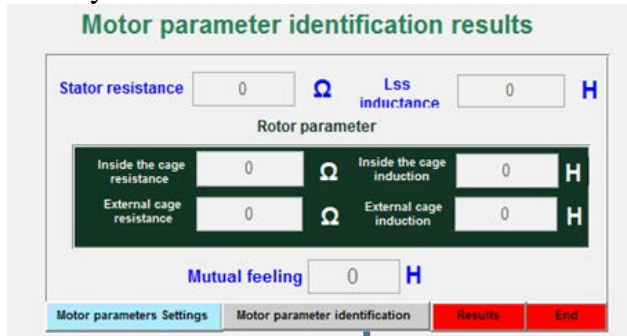 Motor parameter identification results
Stator resistance 0 Ω Lss inductance 0 H
Rotor parameter
Inside the cage resistance 0 Ω Inside the cage induction 0 H
External cage resistance 0 Ω External cage induction 0 H
Mutual feeling 0 H
Motor parameters Settings Motor parameter identification Results End